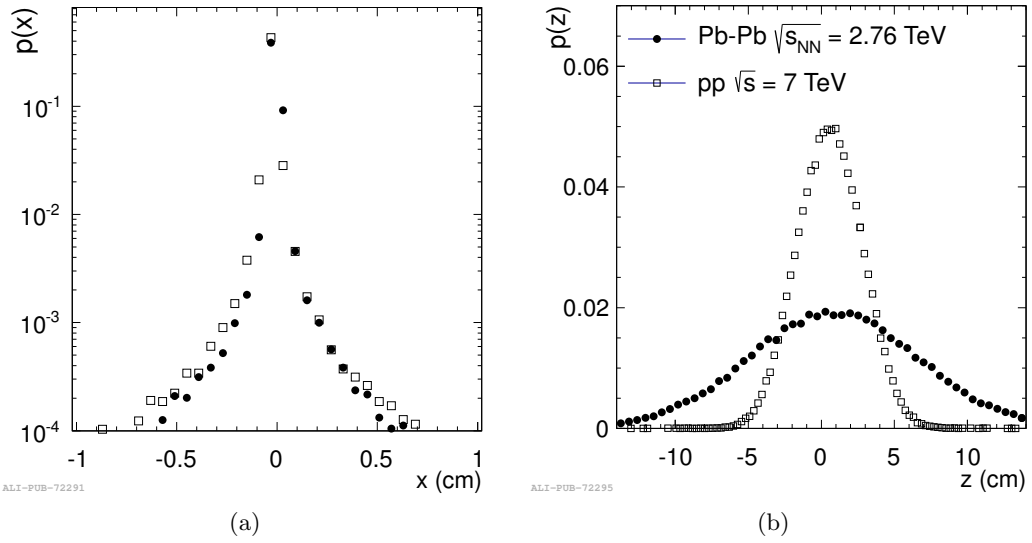 p(x)
10^-1
10^-2
10^-3
10^-4
-1 -0.5 0 0.5 1
x (cm)
ALI-PUB-72291
(a)
p(z)
Pb-Pb √s_NN = 2.76 TeV
pp √s = 7 TeV
0.06
0.04
0.02
0
-10 -5 0 5 10
z (cm)
ALI-PUB-72295
(b)